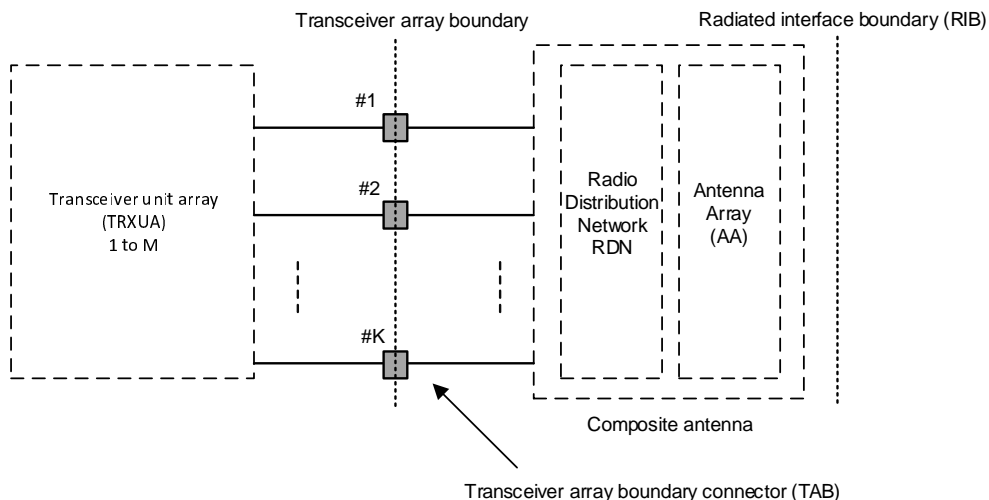 Transceiver array boundary
Radiated interface boundary (RIB)
#1
#2
#K
Transceiver unit array
(TRXUA)
1 to M
Radio
Distribution
Network
RDN
Antenna
Array
(AA)
Composite antenna
Transceiver array boundary connector (TAB)